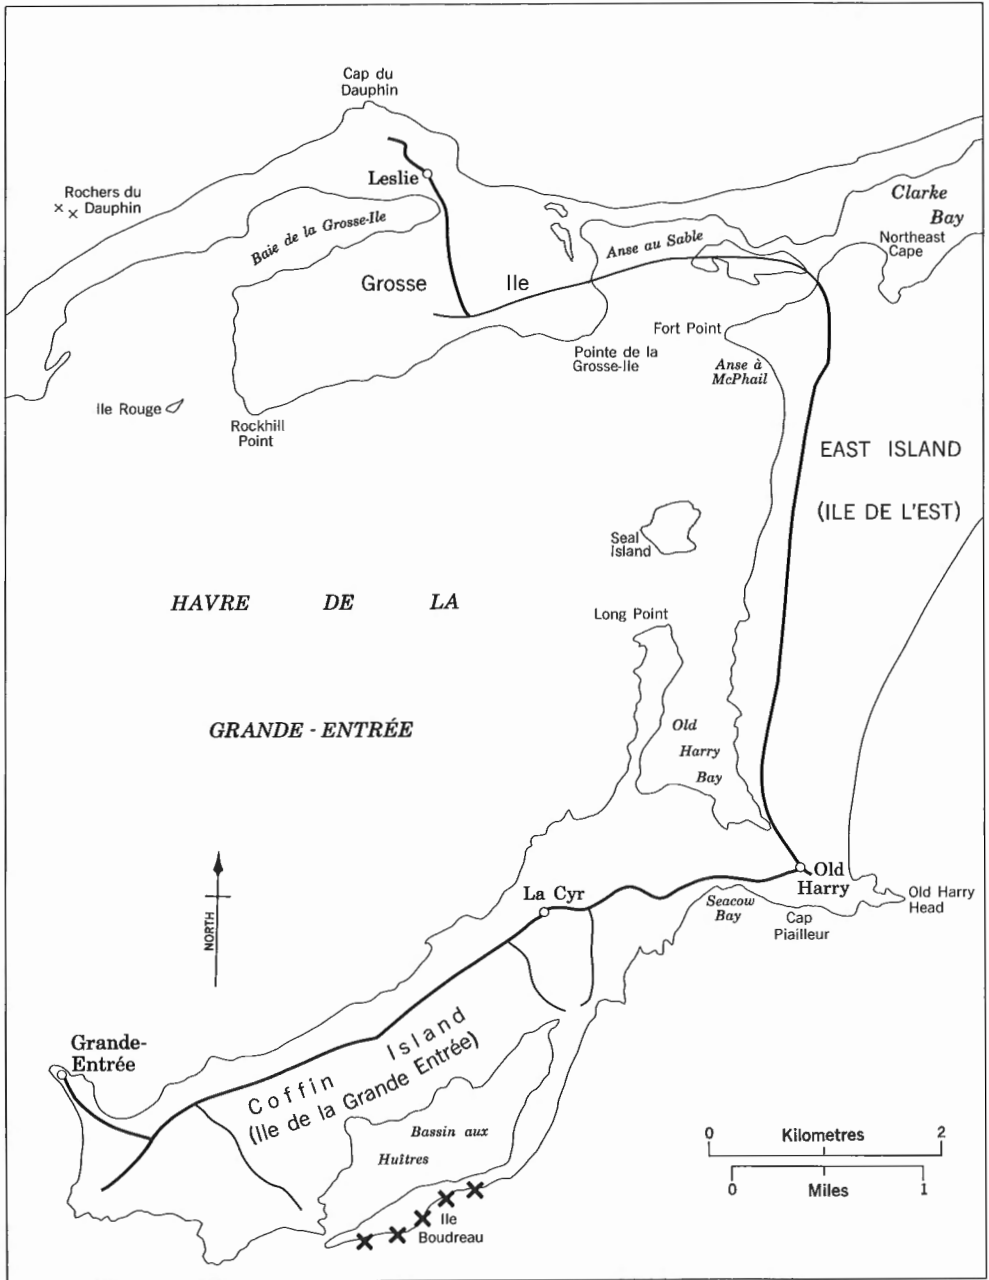 Cap du
Dauphin
Leslie
Rochers du
Dauphin
Clarke
Bay
Baie de la Grosse-Ile
Anse au Sable
Northeast
Cape
Grosse Ile
Fort Point
Pointe de la
Grosse-Ile
Anse à
McPhail
Ile Rouge
Rockhill
Point
EAST ISLAND
(ILE DE L'EST)
Seal
Island
HAVRE DE LA
Long Point
GRANDE - ENTRÉE
Old
Harry
Bay
NORTH
La Cyr
Old
Harry
Old Harry
Head
Seacow
Bay
Cap
Piailleur
Grande-
Entrée
Coffin Island
(Ile de la Grande Entrée)
Bassin aux
Huîtres
Ile
Boudreau
0 Kilometres 2
0 Miles 1